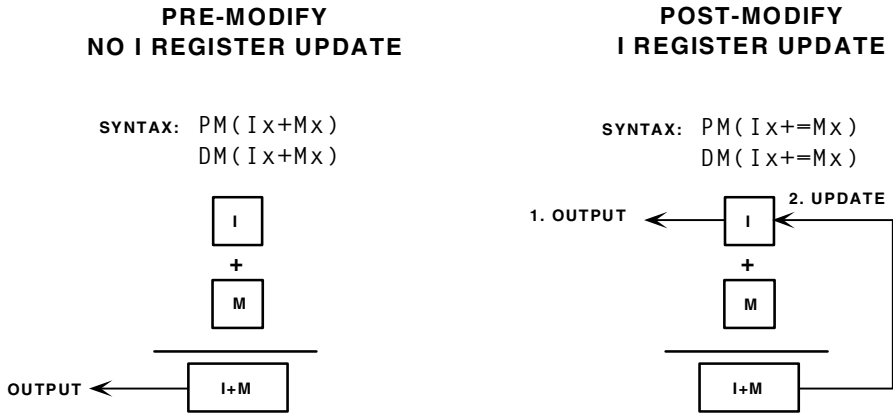 PRE-MODIFY
NO I REGISTER UPDATE
SYNTAX: PM(Ix+Mx)
DM(Ix+Mx)
I
+
M
I+M
OUTPUT
POST-MODIFY
I REGISTER UPDATE
SYNTAX: PM(Ix+=Mx)
DM(Ix+=Mx)
1. OUTPUT
I
2. UPDATE
+
M
I+M